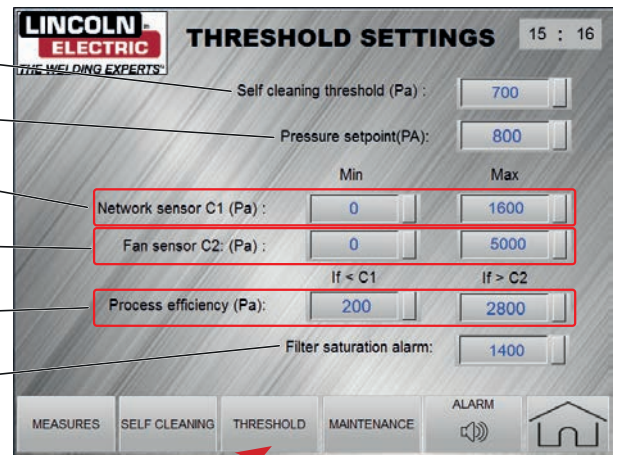 LINCOLN
ELECTRIC
THE WELDING EXPERTS®
THRESHOLD SETTINGS
15 : 16
Self cleaning threshold (Pa) : 700
Pressure setpoint(PA): 800
Min Max
Network sensor C1 (Pa) : 0 1600
Fan sensor C2: (Pa) : 0 5000
If < C1 If > C2
Process efficiency (Pa): 200 2800
Filter saturation alarm: 1400
MEASURES SELF CLEANING THRESHOLD MAINTENANCE ALARM